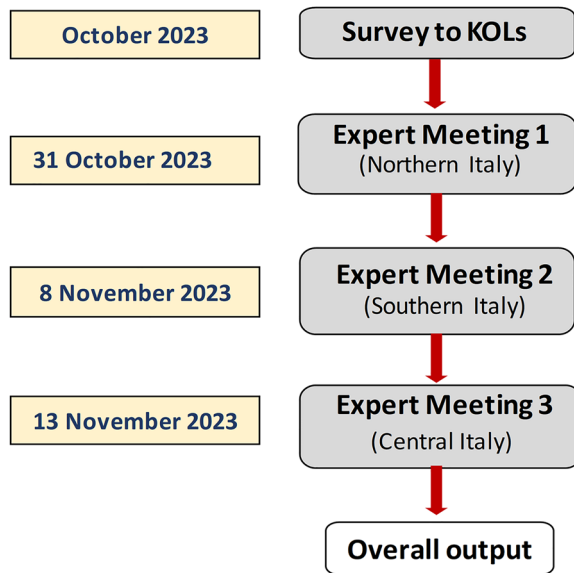 October 2023
Survey to KOLs
31 October 2023
Expert Meeting 1
(Northern Italy)
8 November 2023
Expert Meeting 2
(Southern Italy)
13 November 2023
Expert Meeting 3
(Central Italy)
Overall output